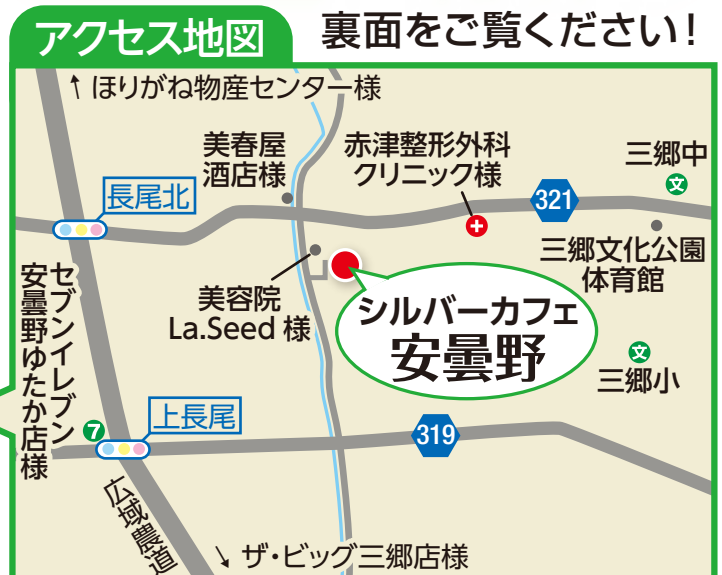 アクセス地図
裏面をご覧ください!
↑ ほりがね物産センター様
美春屋
酒店様
赤津整形外科
クリニック様
三郷中
文
長尾北
321
三郷文化公園
体育館
セブンイレブン
安曇野ゆたか店様
美容院
La.Seed 様
シルバーカフェ
安曇野
文
三郷小
7
上長尾
319
広域農道
↘ ザ・ビッグ三郷店様